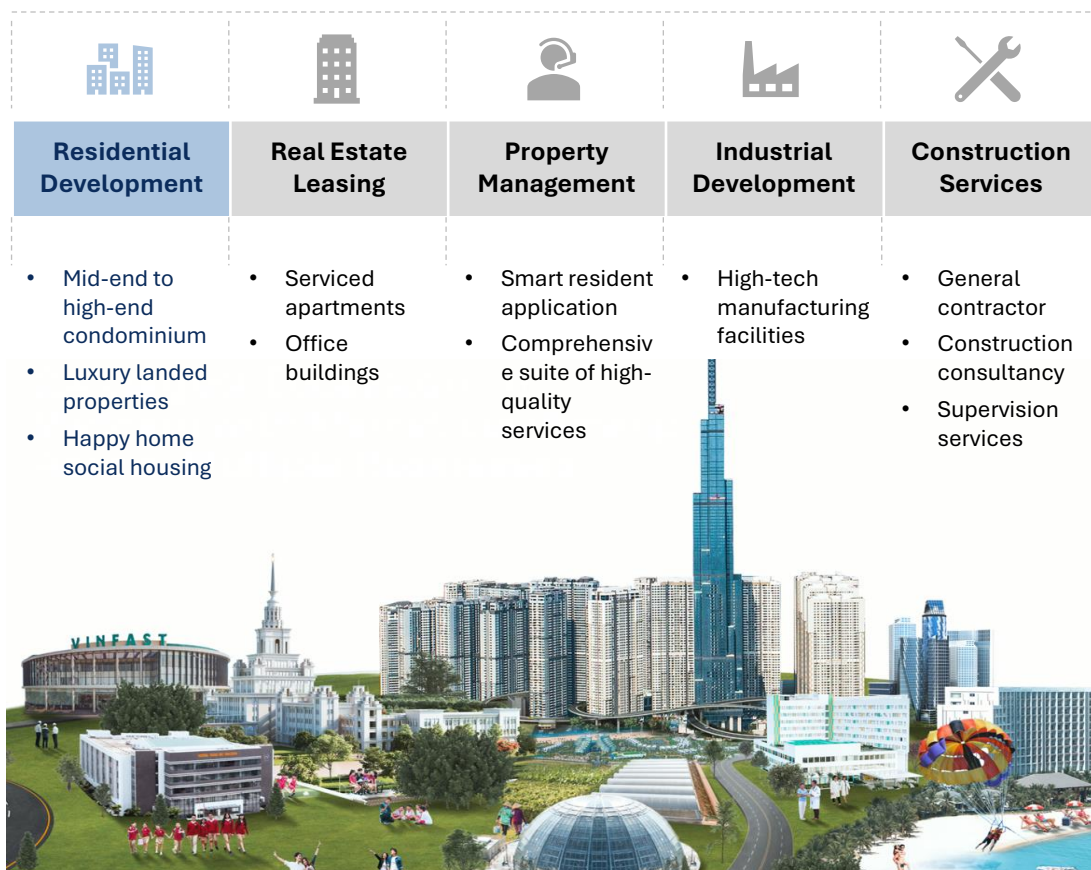 Residential
Development
Real Estate
Leasing
Property
Management
Industrial
Development
Construction
Services
• Mid-end to
high-end
condominium
• Luxury landed
properties
• Happy home
social housing
• Serviced
apartments
• Office
buildings
• Smart resident
application
• Comprehensiv
e suite of high-
quality
services
• High-tech
manufacturing
facilities
• General
contractor
• Construction
consultancy
• Supervision
services
VINFAST